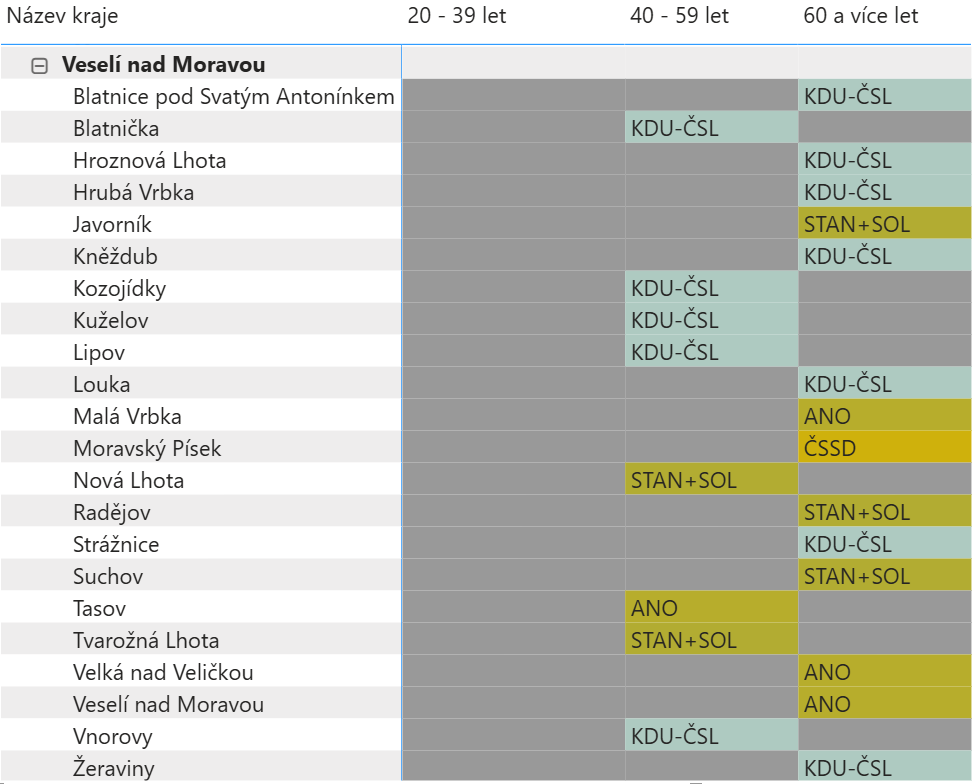 Název kraje 20 - 39 let 40 - 59 let 60 a více let
Veselí nad Moravou
Blatnice pod Svatým Antonínkem KDU-ČSL
Blatnička KDU-ČSL
Hroznová Lhota KDU-ČSL
Hrubá Vrbka KDU-ČSL
Javorník STAN+SOL
Kněždub KDU-ČSL
Kozojídky KDU-ČSL
Kuželov KDU-ČSL
Lipov KDU-ČSL
Louka KDU-ČSL
Malá Vrbka ANO
Moravský Písek ČSSD
Nová Lhota STAN+SOL
Radějov STAN+SOL
Strážnice KDU-ČSL
Suchov STAN+SOL
Tasov ANO
Tvarožná Lhota STAN+SOL
Velká nad Veličkou ANO
Veselí nad Moravou ANO
Vnorovy KDU-ČSL
Žeraviny KDU-ČSL